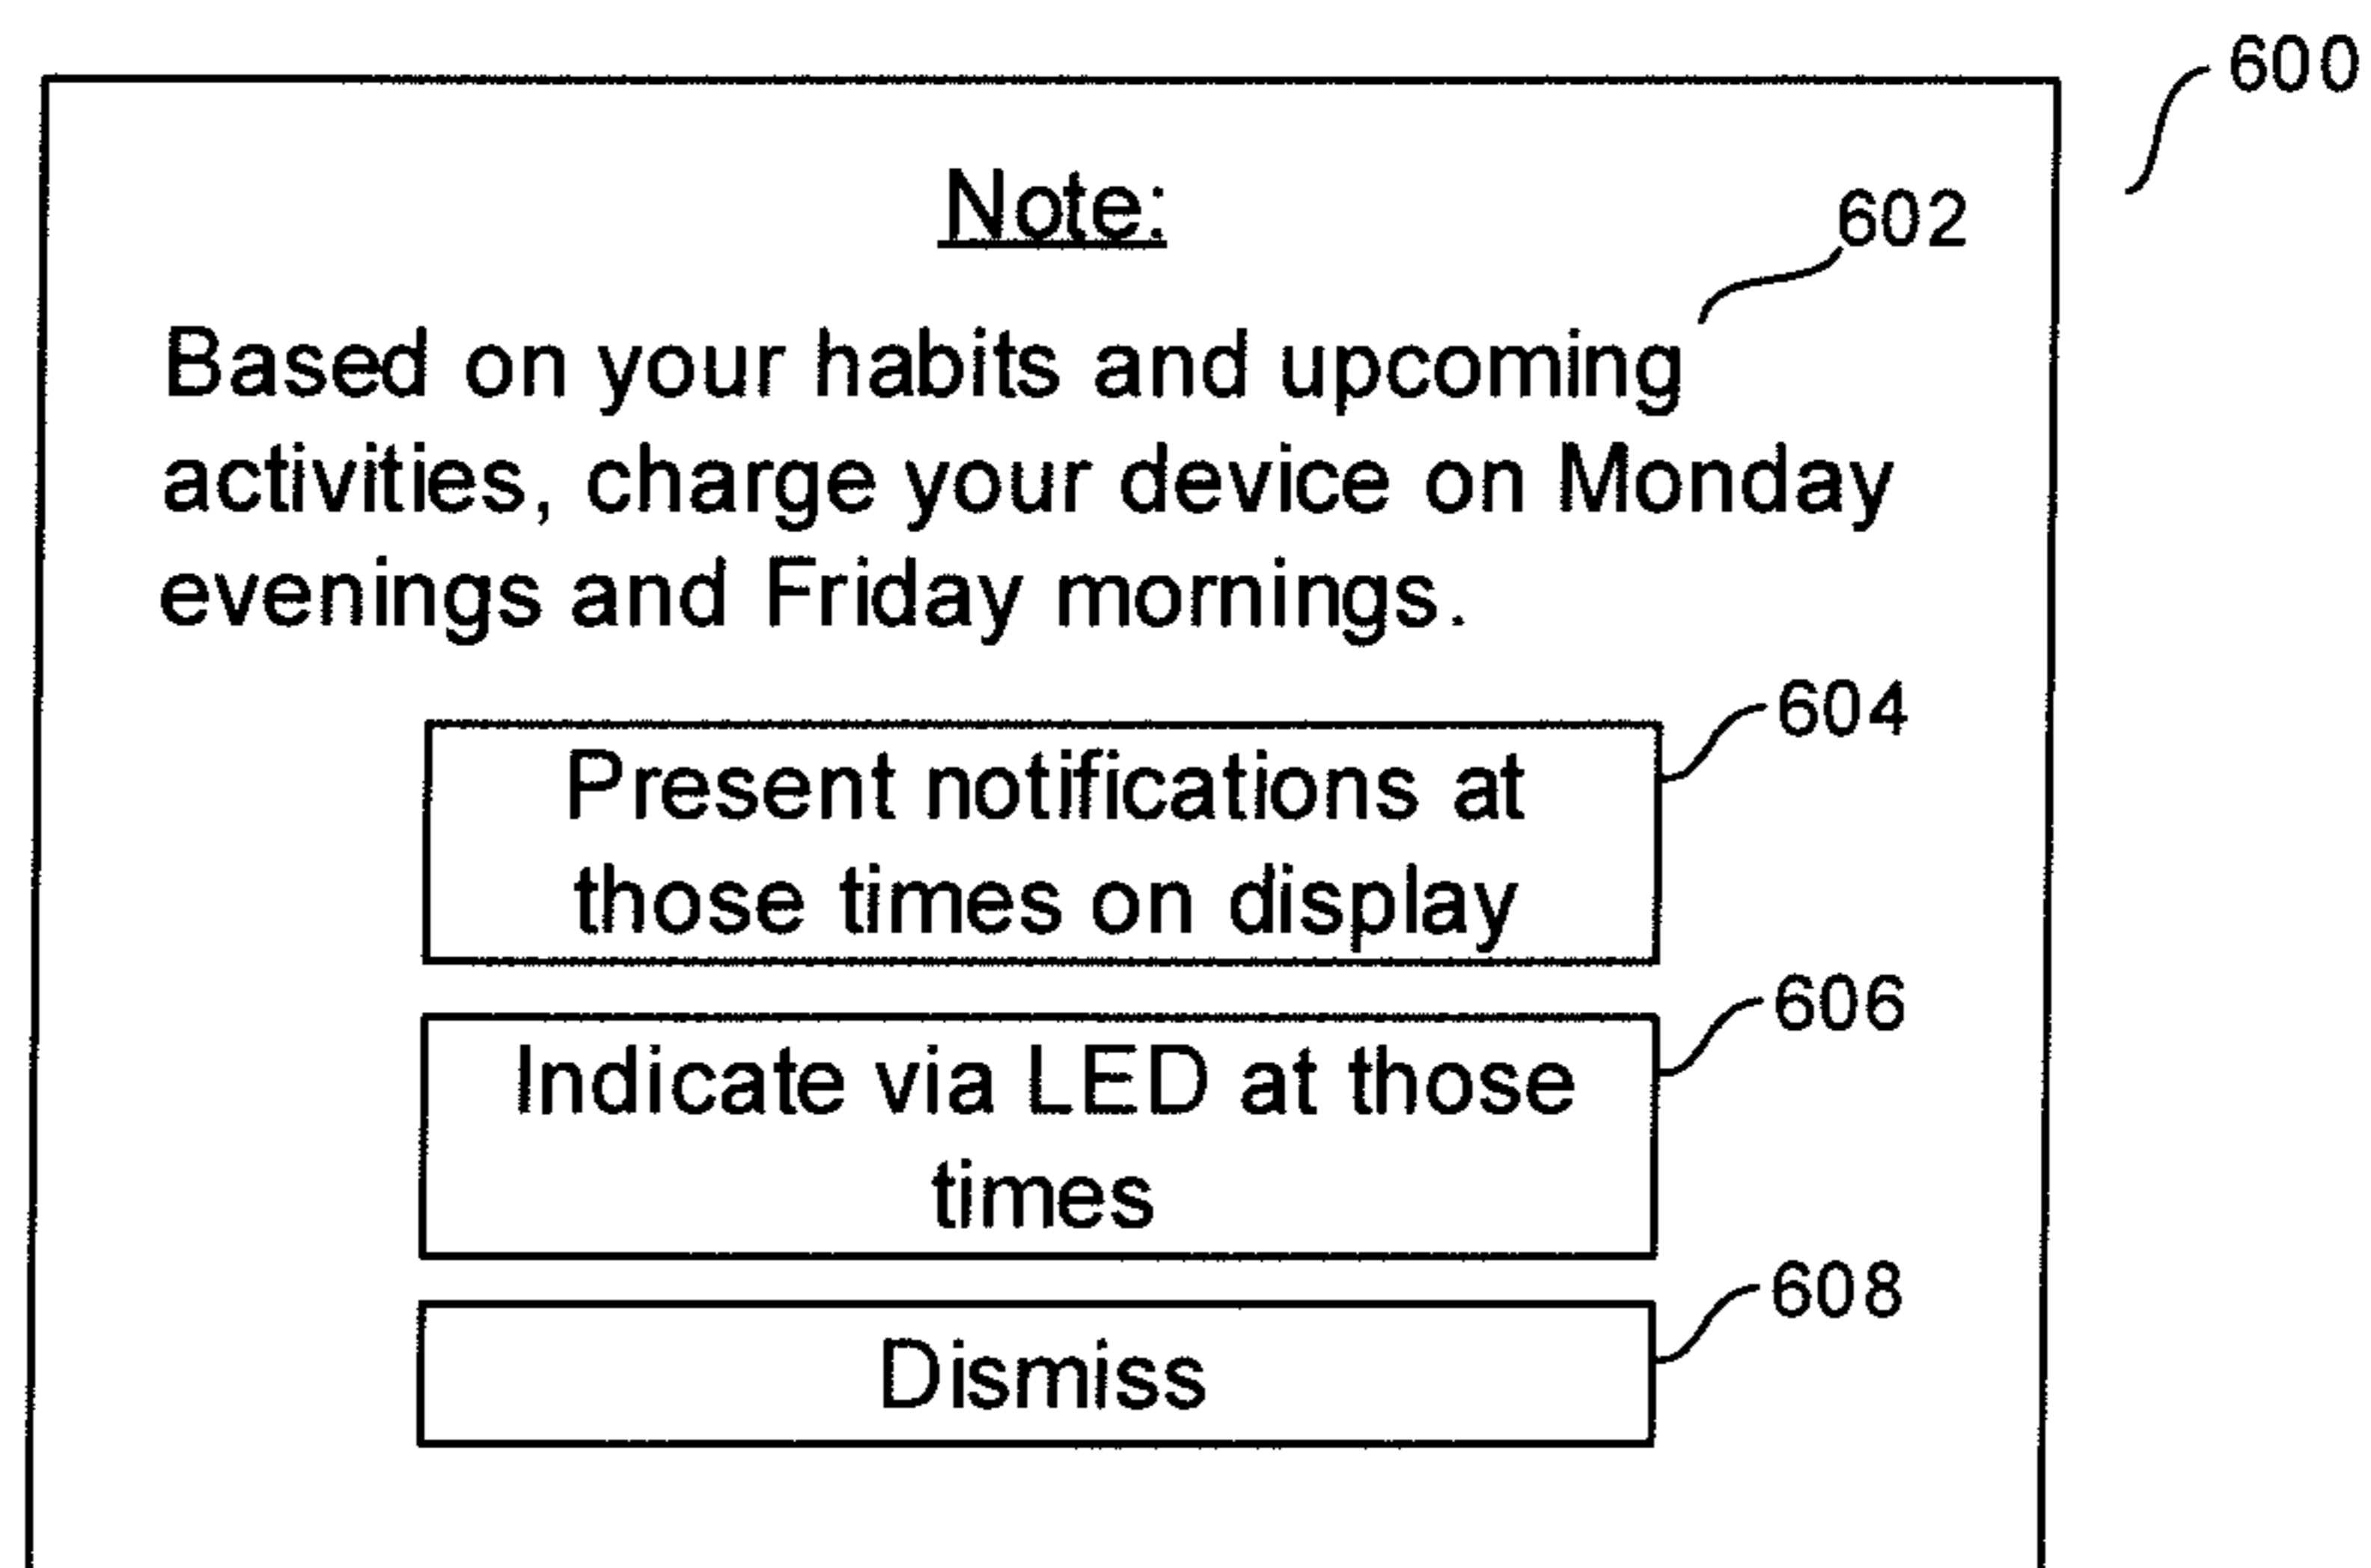 600
Note:
602
Based on your habits and upcoming
activities, charge your device on Monday
evenings and Friday mornings.
604
Present notifications at
those times on display
606
Indicate via LED at those
times
608
Dismiss